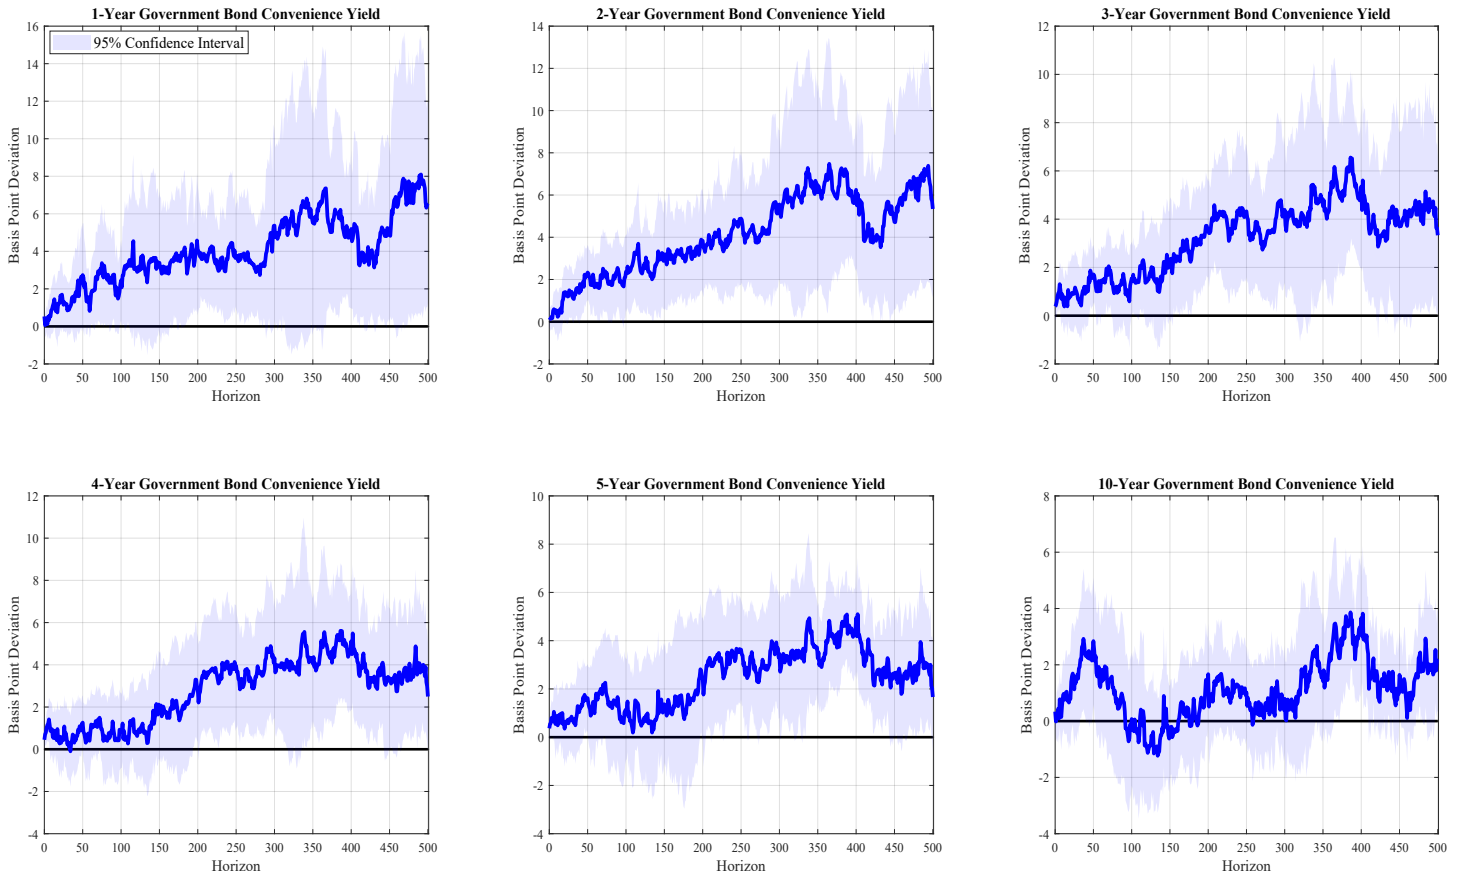 1-Year Government Bond Convenience Yield
95% Confidence Interval
Basis Point Deviation
16
14
12
10
8
6
4
2
0
-2
0 50 100 150 200 250 300 350 400 450 500
Horizon
2-Year Government Bond Convenience Yield
Basis Point Deviation
14
12
10
8
6
4
2
0
-2
0 50 100 150 200 250 300 350 400 450 500
Horizon
3-Year Government Bond Convenience Yield
Basis Point Deviation
12
10
8
6
4
2
0
-2
0 50 100 150 200 250 300 350 400 450 500
Horizon
4-Year Government Bond Convenience Yield
Basis Point Deviation
12
10
8
6
4
2
0
-2
-4
0 50 100 150 200 250 300 350 400 450 500
Horizon
5-Year Government Bond Convenience Yield
Basis Point Deviation
10
8
6
4
2
0
-2
-4
0 50 100 150 200 250 300 350 400 450 500
Horizon
10-Year Government Bond Convenience Yield
Basis Point Deviation
8
6
4
2
0
-2
-4
0 50 100 150 200 250 300 350 400 450 500
Horizon